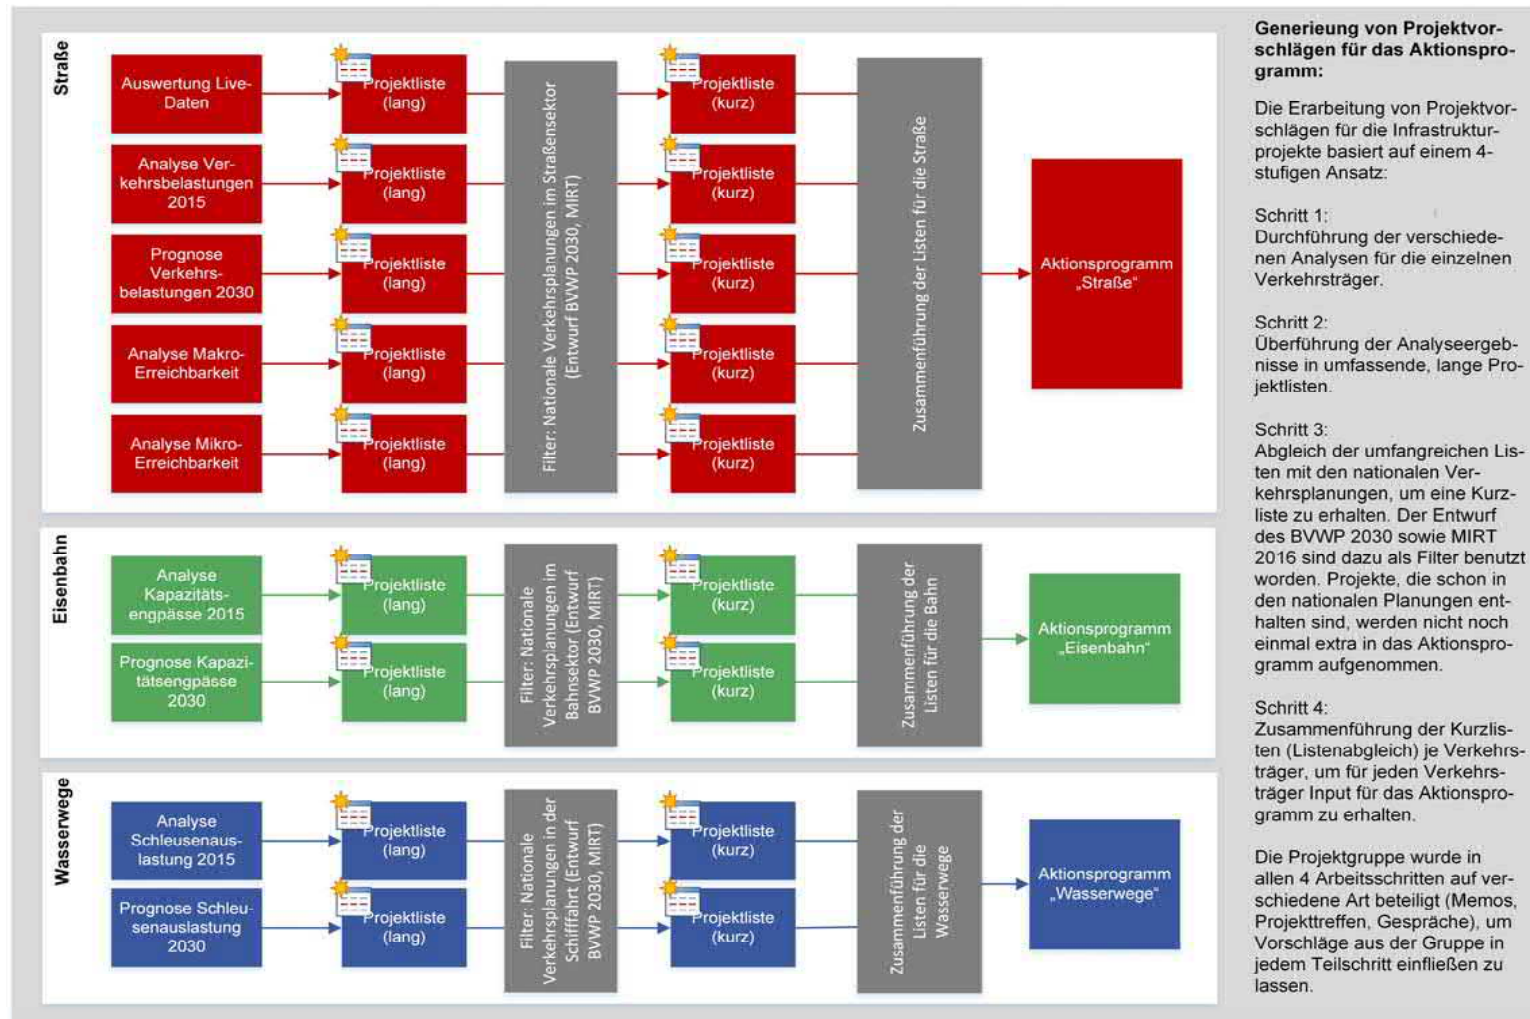 Straße
Auswertung Live-
Daten
Projektliste
(lang)
Analyse Ver-
kehrsbelastungen
2015
Projektliste
(lang)
Prognose
Verkehrs-
belastungen 2030
Projektliste
(lang)
Analyse Makro-
Erreichbarkeit
Projektliste
(lang)
Analyse Mikro-
Erreichbarkeit
Projektliste
(lang)
Filter: Nationale Verkehrsplanungen im Straßensektor
(Entwurf BVWP 2030, MIRT)
Projektliste
(kurz)
Projektliste
(kurz)
Projektliste
(kurz)
Projektliste
(kurz)
Projektliste
(kurz)
Zusammenführung der Listen für die Straße
Aktionsprogramm
„Straße“
Eisenbahn
Analyse
Kapazitäts-
engpässe 2015
Projektliste
(lang)
Prognose Kapazi-
tätsengpässe
2030
Projektliste
(lang)
Filter: Nationale
Verkehrsplanungen im
Bahnsektor (Entwurf
BVWP 2030, MIRT)
Projektliste
(kurz)
Projektliste
(kurz)
Zusammenführung der
Listen für die Bahn
Aktionsprogramm
„Eisenbahn“
Wasserwege
Analyse
Schleusenaus-
lastung 2015
Projektliste
(lang)
Prognose Schleu-
senauslastung
2030
Projektliste
(lang)
Filter: Nationale
Verkehrsplanungen in der
Schifffahrt (Entwurf
BVWP 2030, MIRT)
Projektliste
(kurz)
Projektliste
(kurz)
Zusammenführung der
Listen für die
Wasserwege
Aktionsprogramm
„Wasserwege“
Generieung von Projektvor-
schlägen für das Aktionspro-
gramm:
Die Erarbeitung von Projektvor-
schlägen für die Infrastruktur-
projekte basiert auf einem 4-
stufigen Ansatz:
Schritt 1:
Durchführung der verschiede-
nen Analysen für die einzelnen
Verkehrsträger.
Schritt 2:
Überführung der Analyseergeb-
nisse in umfassende, lange Pro-
jektlisten.
Schritt 3:
Abgleich der umfangreichen Lis-
ten mit den nationalen Ver-
kehrsplanungen, um eine Kurz-
liste zu erhalten. Der Entwurf
des BVWP 2030 sowie MIRT
2016 sind dazu als Filter benutzt
worden. Projekte, die schon in
den nationalen Planungen ent-
halten sind, werden nicht noch
einmal extra in das Aktionspro-
gramm aufgenommen.
Schritt 4:
Zusammenführung der Kurzlis-
ten (Listenabgleich) je Verkehrs-
träger, um für jeden Verkehrs-
träger Input für das Aktionspro-
gramm zu erhalten.
Die Projektgruppe wurde in
allen 4 Arbeitsschritten auf ver-
schiedene Art beteiligt (Memos,
Projekttreffen, Gespräche), um
Vorschläge aus der Gruppe in
jedem Teilschritt einfließen zu
lassen.